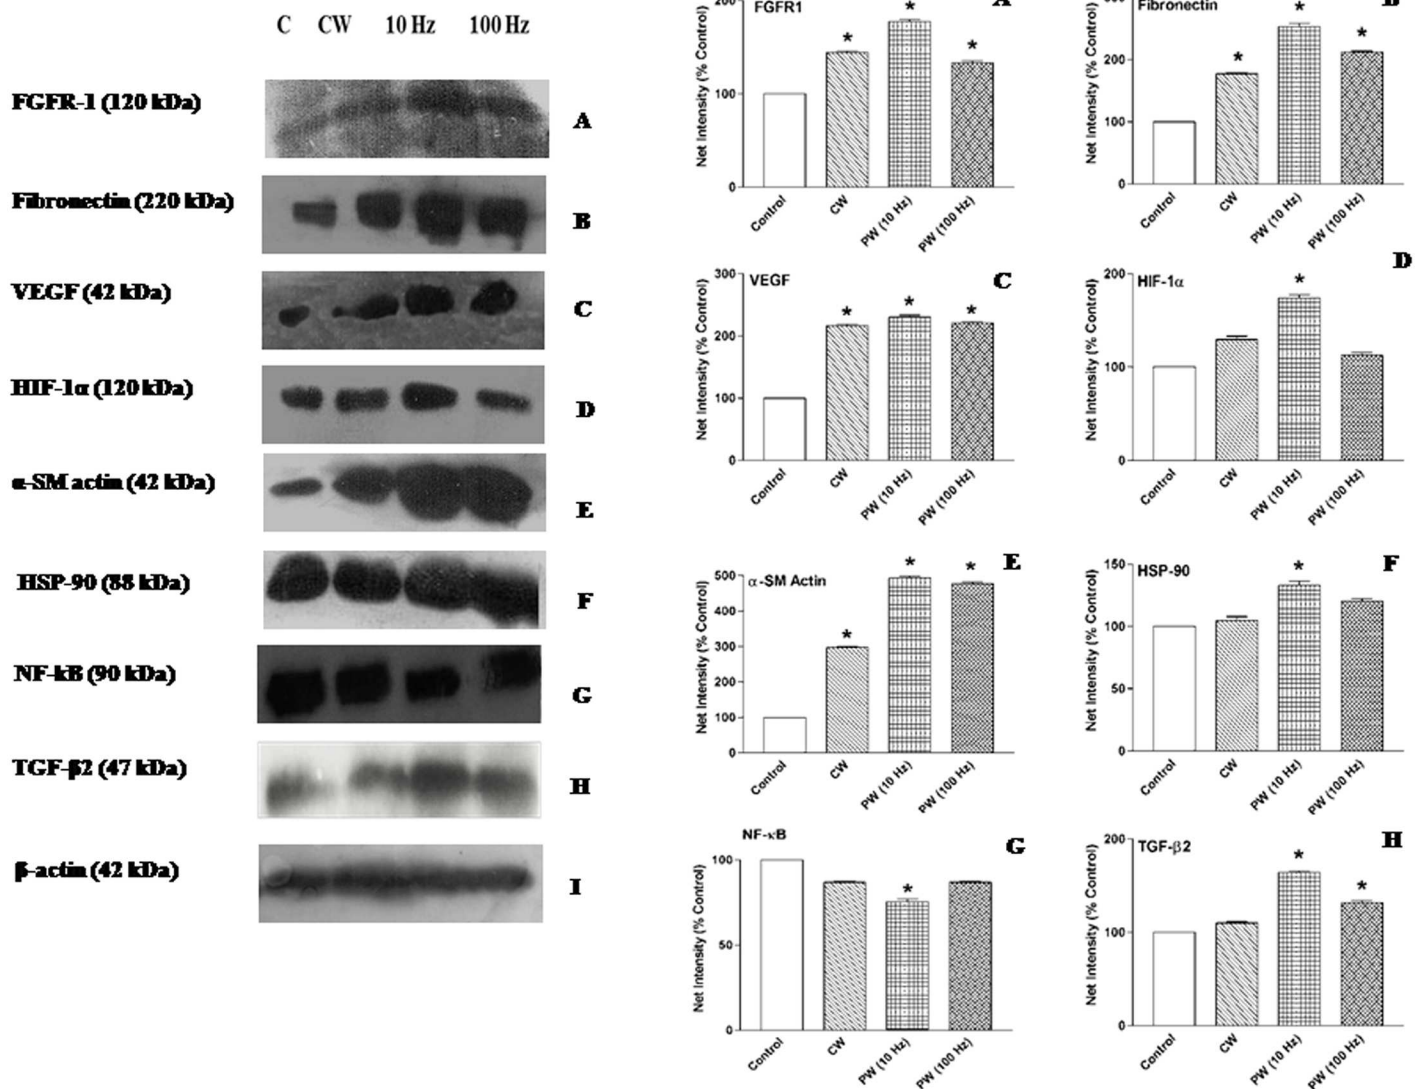 C CW 10 Hz 100 Hz
FGFR-1 (120 kDa)
A
Fibronectin (220 kDa)
B
VEGF (42 kDa)
C
HIF-1α (120 kDa)
D
α-SM actin (42 kDa)
E
HSP-90 (88 kDa)
F
NF-kB (90 kDa)
G
TGF-β2 (47 kDa)
H
β-actin (42 kDa)
I
FGFR1
A
Net Intensity (% Control)
200
100
0
Control
CW
PW (10 Hz)
PW (100 Hz)
* * *
Fibronectin
B
Net Intensity (% Control)
300
200
100
0
Control
CW
PW (10 Hz)
PW (100 Hz)
* * *
VEGF
C
Net Intensity (% Control)
300
200
100
0
Control
CW
PW (10 Hz)
PW (100 Hz)
* * *
HIF-1α
D
Net Intensity (% Control)
200
100
0
Control
CW
PW (10 Hz)
PW (100 Hz)
*
α-SM Actin
E
Net Intensity (% Control)
500
400
300
200
100
0
Control
CW
PW (10 Hz)
PW (100 Hz)
* * *
HSP-90
F
Net Intensity (% Control)
150
100
50
0
Control
CW
PW (10 Hz)
PW (100 Hz)
*
NF-κB
G
Net Intensity (% Control)
100
50
0
Control
CW
PW (10 Hz)
PW (100 Hz)
*
TGF-β2
H
Net Intensity (% Control)
200
100
0
Control
CW
PW (10 Hz)
PW (100 Hz)
* *